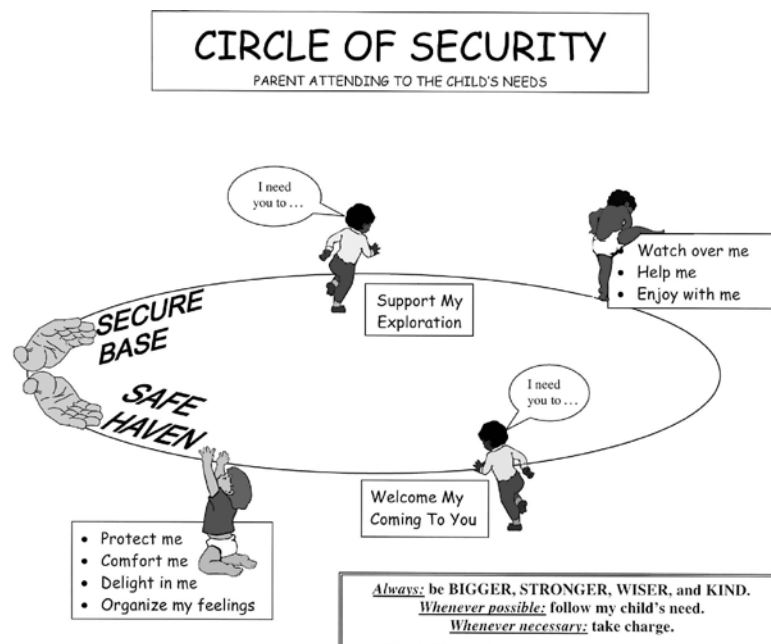 CIRCLE OF SECURITY
PARENT ATTENDING TO THE CHILD'S NEEDS
I need
you to ...
• Watch over me
• Help me
• Enjoy with me
Support My
Exploration
SECURE
BASE
SAFE
HAVEN
I need
you to ...
Welcome My
Coming To You
• Protect me
• Comfort me
• Delight in me
• Organize my feelings
Always: be BIGGER, STRONGER, WISER, and KIND.
Whenever possible: follow my child's need.
Whenever necessary: take charge.